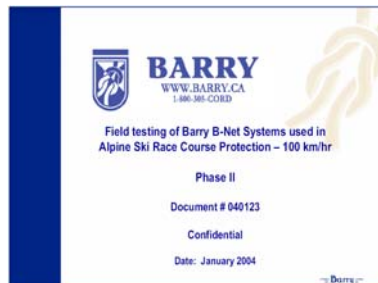 BARRY
WWW.BARRY.CA
1-800-305-CORD
Field testing of Barry B-Net Systems used in
Alpine Ski Race Course Protection – 100 km/hr
Phase II
Document # 040123
Confidential
Date: January 2004
Barry